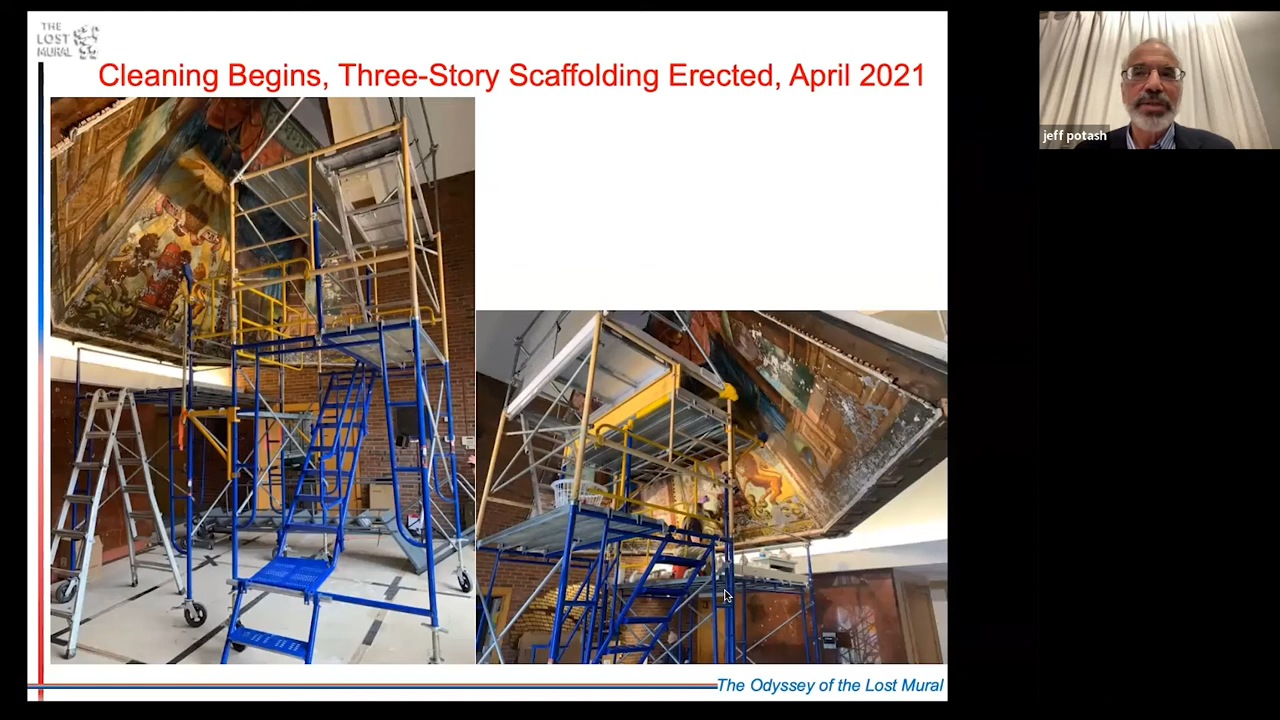 THE
LOST
MURAL
Cleaning Begins, Three-Story Scaffolding Erected, April 2021
jeff potash
The Odyssey of the Lost Mural